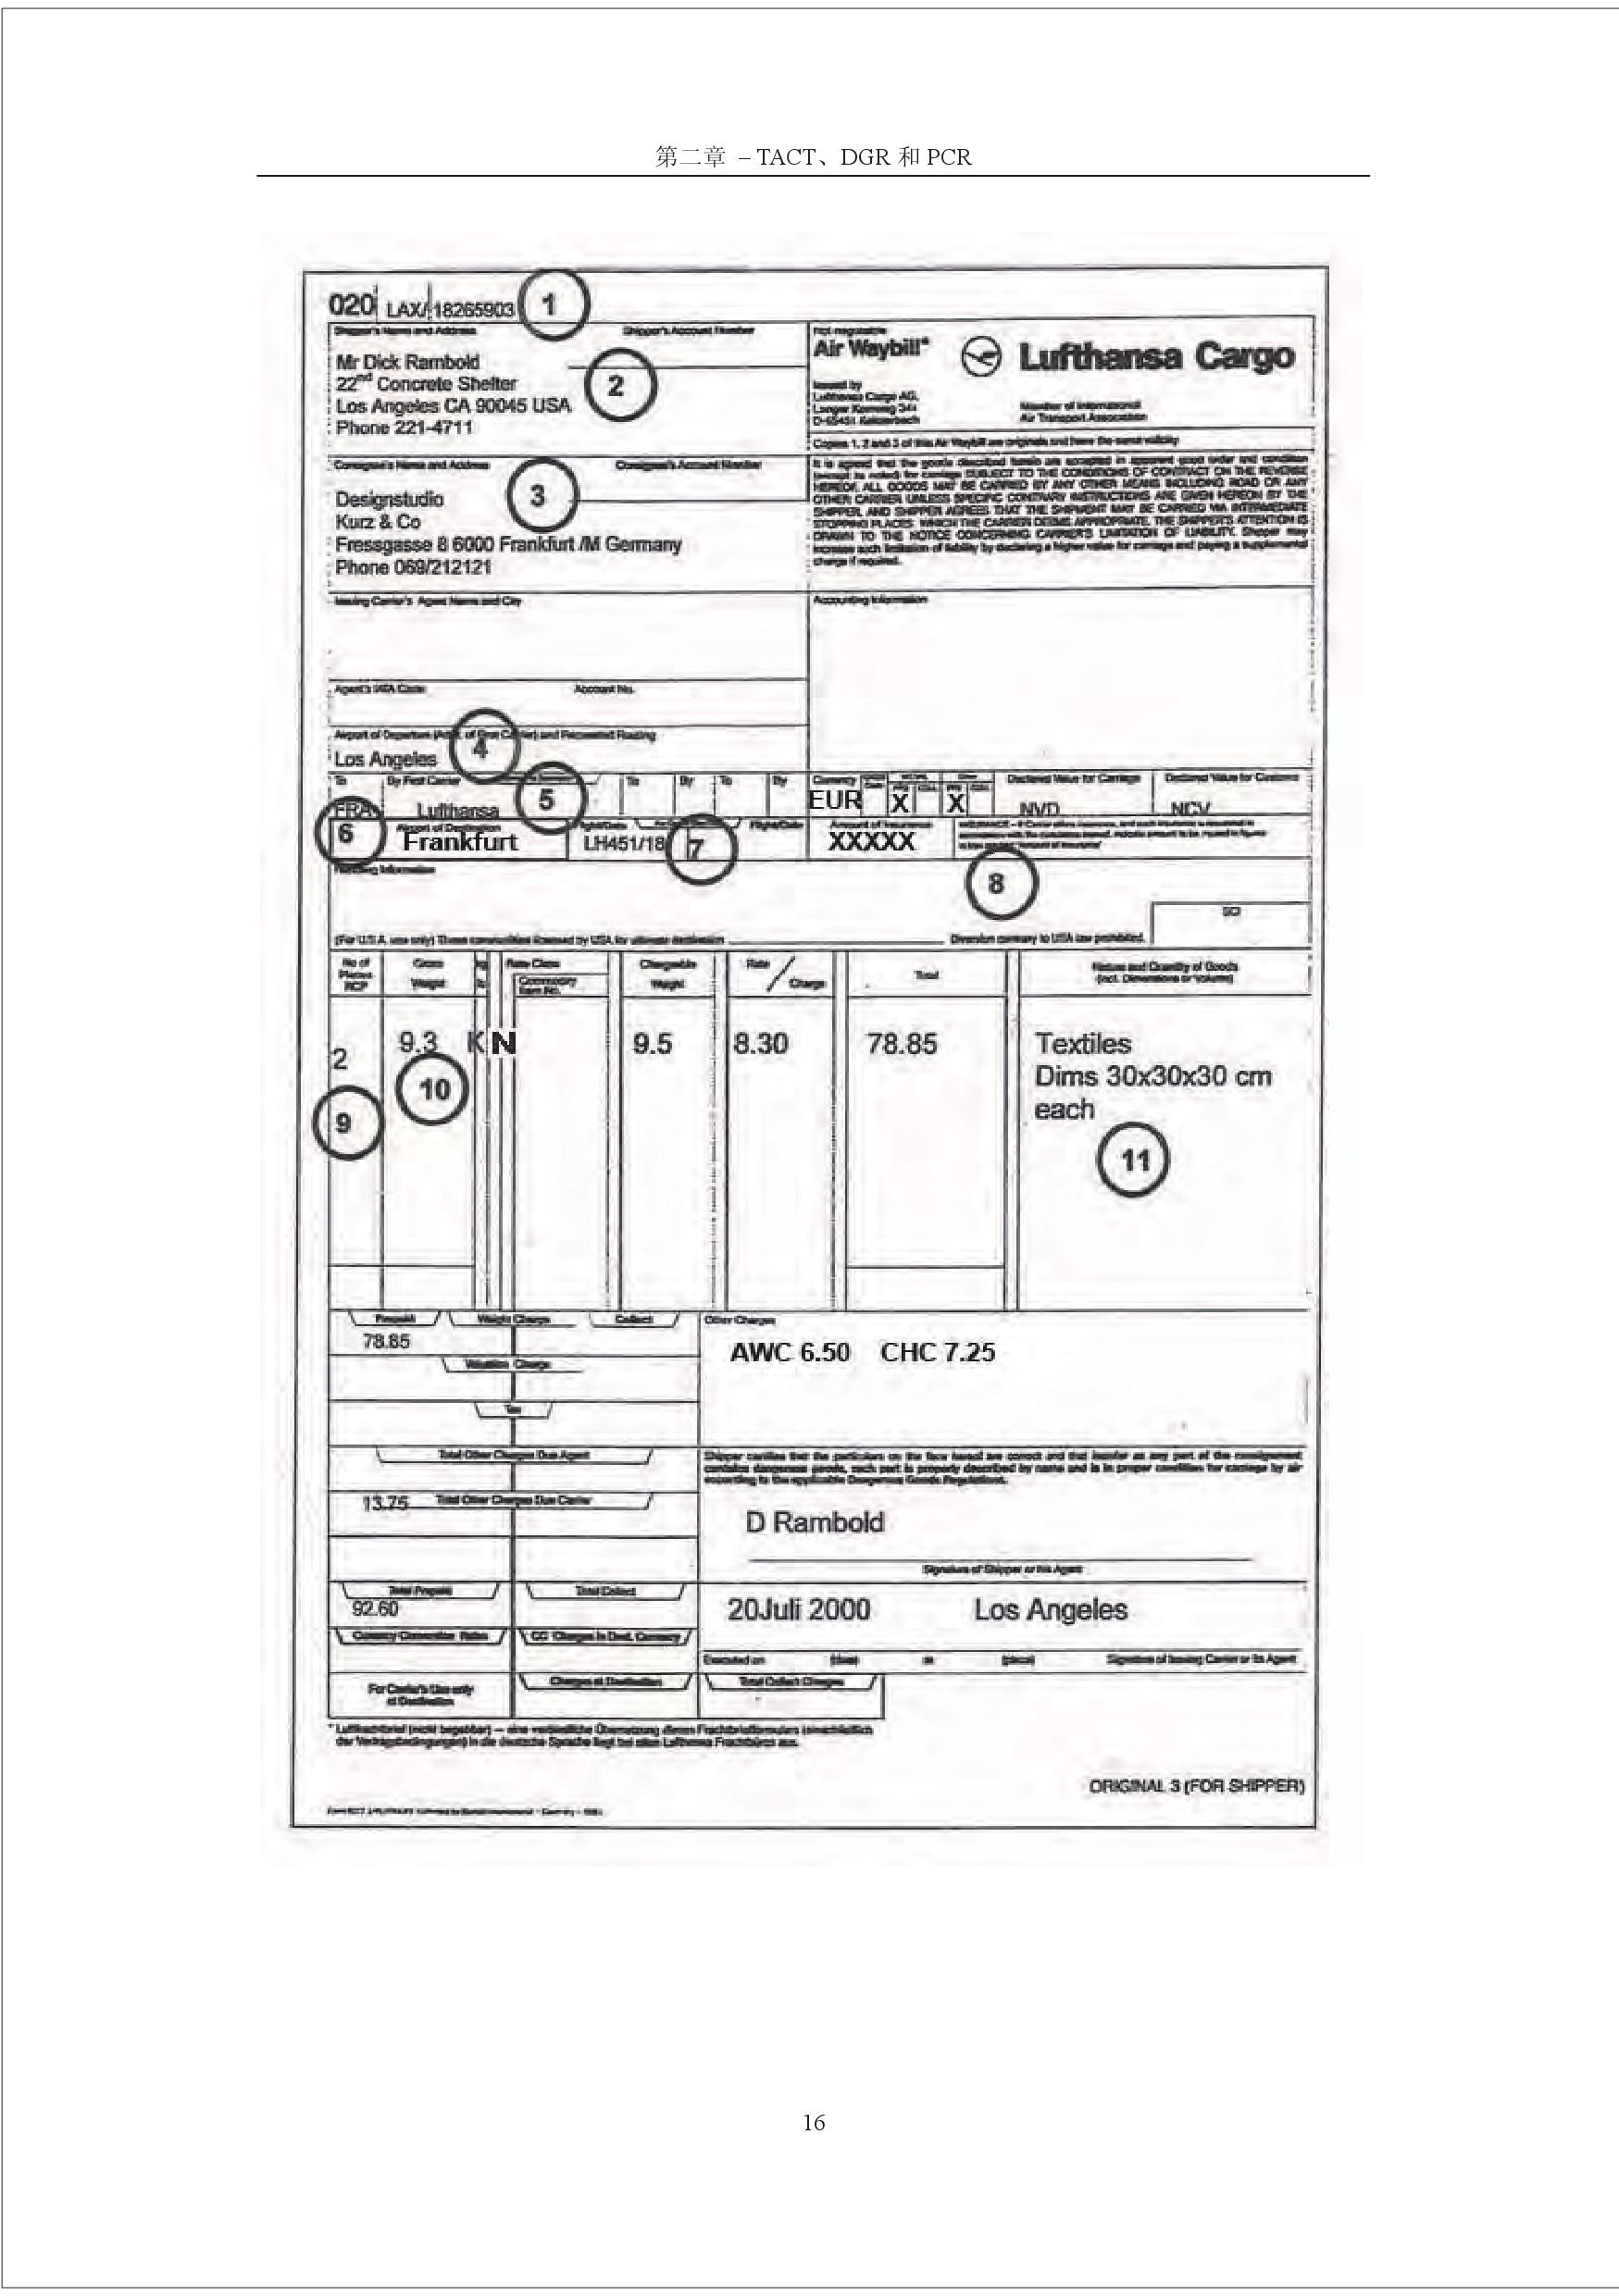 第二章 – TACT、DGR 和 PCR
020 LAX/ 18265903 1
Shipper's Name and Address Shipper's Account Number
Mr Dick Rambold
22nd Concrete Shelter
Los Angeles CA 90045 USA
Phone 221-4711
2
Not negotiable
Air Waybill*
Lufthansa Cargo
Issued by
Lufthansa Cargo AG.
Member of International
Air Transport Association
Copies 1, 2 and 3 of this Air Waybill are originals and have the same validity
Consignee's Name and Address Consignee's Account Number
3
Designstudio
Kurz & Co
Fressgasse 8 6000 Frankfurt /M Germany
Phone 069/212121
It is agreed that the goods described herein are accepted in apparent good order and condition
(except as noted) for carriage SUBJECT TO THE CONDITIONS OF CONTRACT ON THE REVERSE
HEREOF. ALL GOODS MAY BE CARRIED BY ANY OTHER MEANS INCLUDING ROAD OR ANY
OTHER CARRIER UNLESS SPECIFIC CONTRARY INSTRUCTIONS ARE GIVEN HEREON BY THE
SHIPPER, AND SHIPPER AGREES THAT THE SHIPMENT MAY BE CARRIED VIA INTERMEDIATE
STOPPING PLACES WHICH THE CARRIER DEEMS APPROPRIATE. THE SHIPPER'S ATTENTION IS
DRAWN TO THE NOTICE CONCERNING CARRIER'S LIMITATION OF LIABILITY. Shipper may
increase such limitation of liability by declaring a higher value for carriage and paying a supplemental
charge if required.
Issuing Carrier's Agent Name and City
Accounting Information
Agent's IATA Code Account No.
Airport of Departure (Addr. of First Carrier) and Requested Routing
4
Los Angeles
To By First Carrier To By To By Currency Declared Value for Carriage Declared Value for Customs
FRA Lufthansa 5 EUR X X NVD NCV
6 Airport of Destination Flight/Date Flight/Date Amount of Insurance
Frankfurt LH451/18 7 XXXXX
Handling Information
8
SCI
(For U.S.A. use only) These commodities licensed by USA for ultimate destination Diversion contrary to USA law prohibited.
No of Pieces RCP Gross Weight kg lb Rate Class Commodity Item No. Chargeable Weight Rate / Charge Total Nature and Quantity of Goods
(incl. Dimensions or Volume)
2 9.3 K N 9.5 8.30 78.85 Textiles
Dims 30x30x30 cm
each
9 10 11
Prepaid Weight Charge Collect Other Charges
78.85
AWC 6.50 CHC 7.25
Valuation Charge
Tax
Total Other Charges Due Agent
Shipper certifies that the particulars on the face hereof are correct and that insofar as any part of the consignment
contains dangerous goods, such part is properly described by name and is in proper condition for carriage by air
according to the applicable Dangerous Goods Regulations.
13.75 Total Other Charges Due Carrier
D Rambold
Signature of Shipper or his Agent
Total Prepaid Total Collect
92.60
20Juli 2000 Los Angeles
Currency Conversion Rates CC Charges in Dest. Currency
Executed on (date) at (place) Signature of Issuing Carrier or its Agent
For Carrier's Use only
at Destination
Charges at Destination Total Collect Charges
* Luftfrachtbrief (nicht begebbar) — eine verbindliche Übersetzung dieses Frachtbriefformulars (einschließlich
der Vertragsbedingungen) in die deutsche Sprache liegt bei allen Lufthansa Frachtbüros aus.
ORIGINAL 3 (FOR SHIPPER)
16